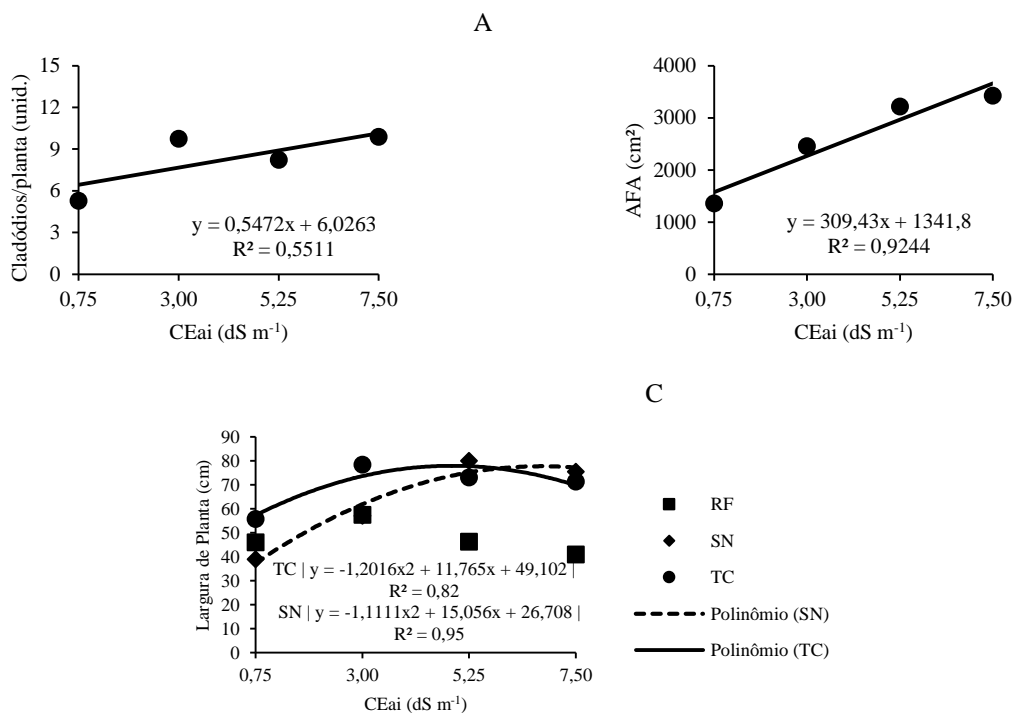 A
Cladódios/planta (unid.)
15
12
9
6
3
0
0,75 3,00 5,25 7,50
CEai (dS m-1)
y = 0,5472x + 6,0263
R² = 0,5511
AFA (cm²)
4000
3000
2000
1000
0
0,75 3,00 5,25 7,50
CEai (dS m-1)
y = 309,43x + 1341,8
R² = 0,9244
C
Largura de Planta (cm)
90
80
70
60
50
40
30
20
10
0
0,75 3,00 5,25 7,50
CEai (dS m-1)
TC | y = -1,2016x2 + 11,765x + 49,102 |
R² = 0,82
SN | y = -1,1111x2 + 15,056x + 26,708 |
R² = 0,95
RF
SN
TC
Polinômio (SN)
Polinômio (TC)